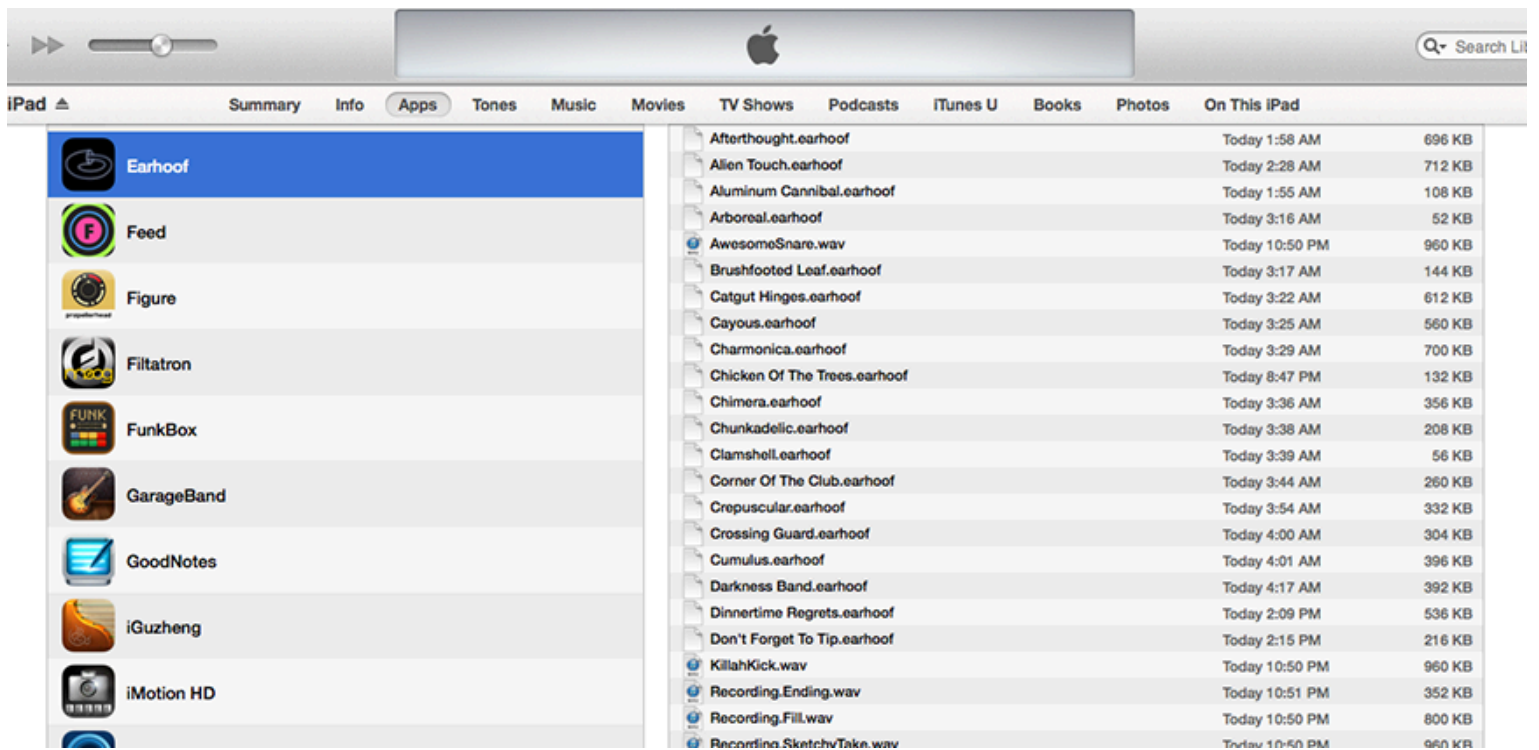 Search Lib
iPad
Summary Info Apps Tones Music Movies TV Shows Podcasts iTunes U Books Photos On This iPad
Earhoof
Feed
Figure
Filtatron
FunkBox
GarageBand
GoodNotes
iGuzheng
iMotion HD
F
propellerhead
moog
FUNK
Afterthought.earhoof Today 1:58 AM 696 KB
Alien Touch.earhoof Today 2:28 AM 712 KB
Aluminum Cannibal.earhoof Today 1:55 AM 108 KB
Arboreal.earhoof Today 3:16 AM 52 KB
AwesomeSnare.wav Today 10:50 PM 960 KB
Brushfooted Leaf.earhoof Today 3:17 AM 144 KB
Catgut Hinges.earhoof Today 3:22 AM 612 KB
Cayous.earhoof Today 3:25 AM 560 KB
Charmonica.earhoof Today 3:29 AM 700 KB
Chicken Of The Trees.earhoof Today 8:47 PM 132 KB
Chimera.earhoof Today 3:36 AM 356 KB
Chunkadelic.earhoof Today 3:38 AM 208 KB
Clamshell.earhoof Today 3:39 AM 56 KB
Corner Of The Club.earhoof Today 3:44 AM 260 KB
Crepuscular.earhoof Today 3:54 AM 332 KB
Crossing Guard.earhoof Today 4:00 AM 304 KB
Cumulus.earhoof Today 4:01 AM 396 KB
Darkness Band.earhoof Today 4:17 AM 392 KB
Dinnertime Regrets.earhoof Today 2:09 PM 536 KB
Don't Forget To Tip.earhoof Today 2:15 PM 216 KB
KillahKick.wav Today 10:50 PM 960 KB
Recording.Ending.wav Today 10:51 PM 352 KB
Recording.Fill.wav Today 10:50 PM 800 KB
Recording.SketchyTake.wav Today 10:50 PM 960 KB